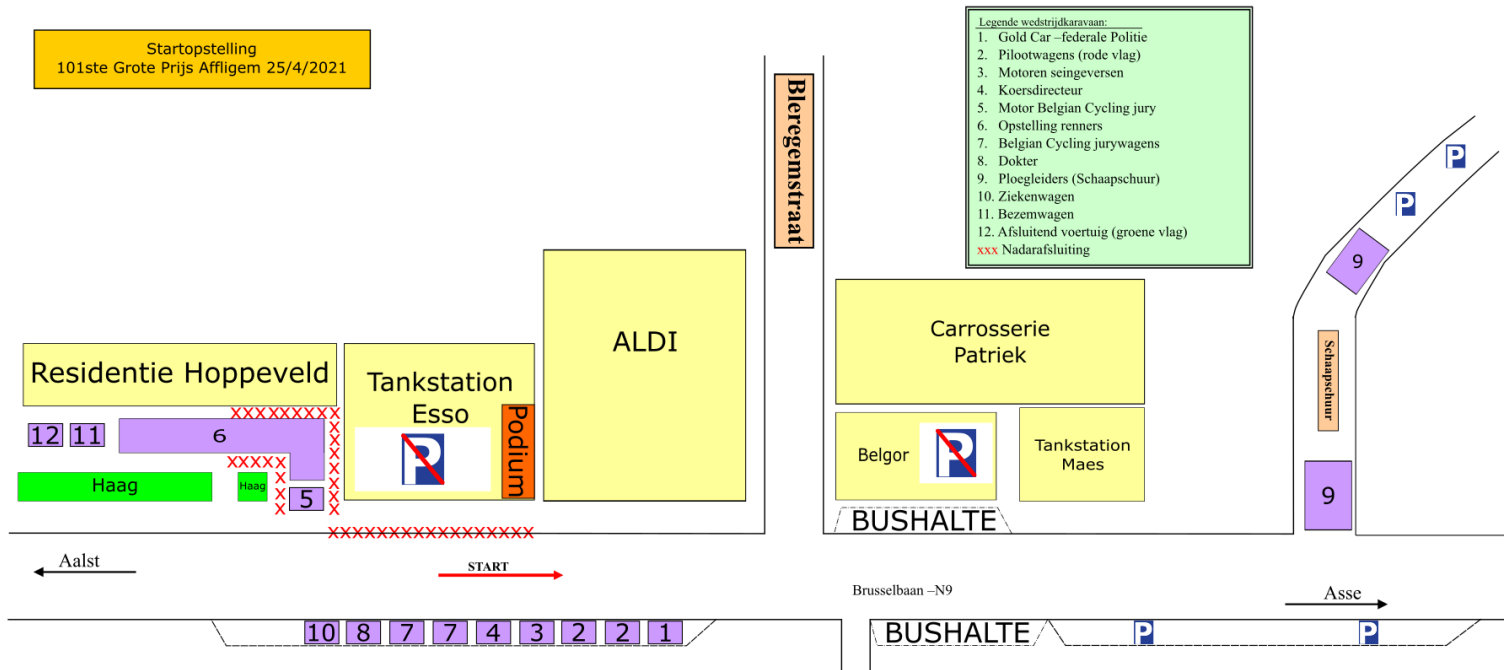 Startopstelling
101ste Grote Prijs Affligem 25/4/2021
Legende wedstrijdkaravaan:
1. Gold Car –federale Politie
2. Pilootwagens (rode vlag)
3. Motoren seingeversen
4. Koersdirecteur
5. Motor Belgian Cycling jury
6. Opstelling renners
7. Belgian Cycling jurywagens
8. Dokter
9. Ploegleiders (Schaapschuur)
10. Ziekenwagen
11. Bezemwagen
12. Afsluitend voertuig (groene vlag)
xxx Nadarafsluiting
Bleregemstraat
P
P
9
Schaapschuur
9
ALDI
Carrosserie
Patriek
Residentie Hoppeveld
Tankstation
Esso
Podium
P
Belgor
P
Tankstation
Maes
xxxxxxxxx
12 11 6
xxxxx
Haag
Haag
5
xxxxxxxxxxxxxxxxx
BUSHALTE
Aalst
START
Brusselbaan –N9
Asse
10 8 7 7 4 3 2 2 1
BUSHALTE
P
P